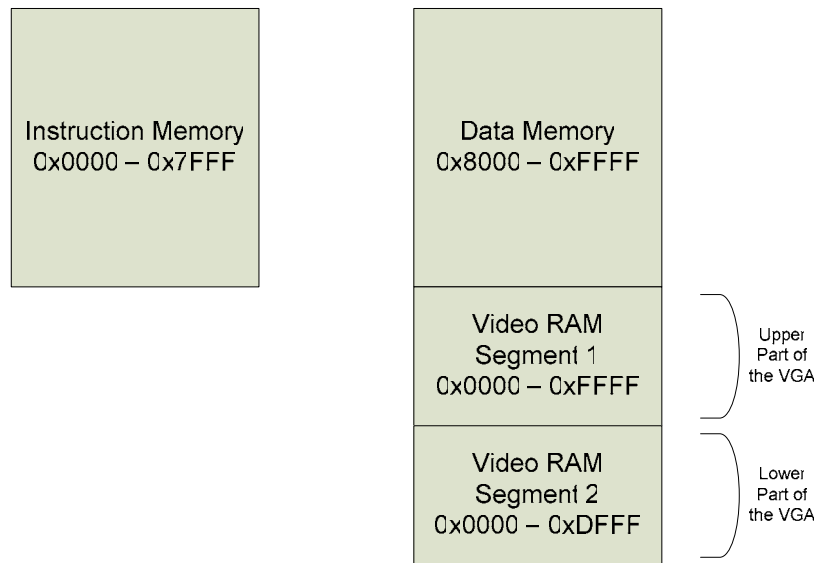 Instruction Memory
0x0000 – 0x7FFF
Data Memory
0x8000 – 0xFFFF
Video RAM
Segment 1
0x0000 – 0xFFFF
Upper
Part of
the VGA
Video RAM
Segment 2
0x0000 – 0xDFFF
Lower
Part of
the VGA